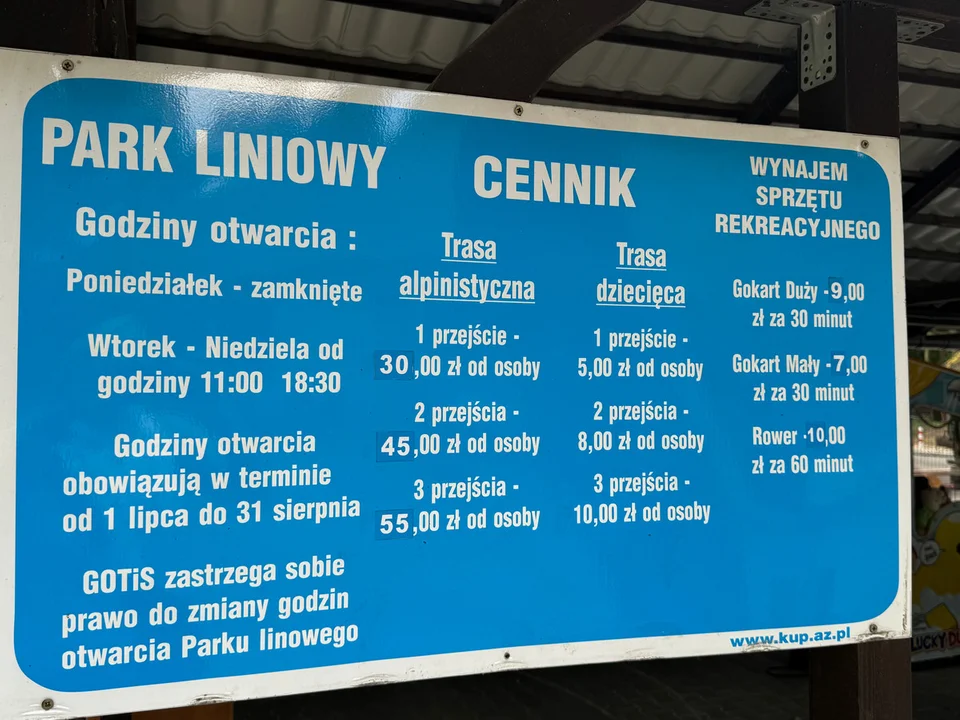 PARK LINIOWY
Godziny otwarcia :
Poniedziałek - zamknięte
Wtorek - Niedziela od
godziny 11:00 18:30
Godziny otwarcia
obowiązują w terminie
od 1 lipca do 31 sierpnia
GOTiS zastrzega sobie
prawo do zmiany godzin
otwarcia Parku linowego
CENNIK
Trasa
alpinistyczna
1 przejście -
30,00 zł od osoby
2 przejścia -
45,00 zł od osoby
3 przejścia -
55,00 zł od osoby
Trasa
dziecięca
1 przejście -
5,00 zł od osoby
2 przejścia -
8,00 zł od osoby
3 przejścia -
10,00 zł od osoby
WYNAJEM
SPRZĘTU
REKREACYJNEGO
Gokart Duży -9,00
zł za 30 minut
Gokart Mały -7,00
zł za 30 minut
Rower -10,00
zł za 60 minut
www.kup.az.pl
LUCKY